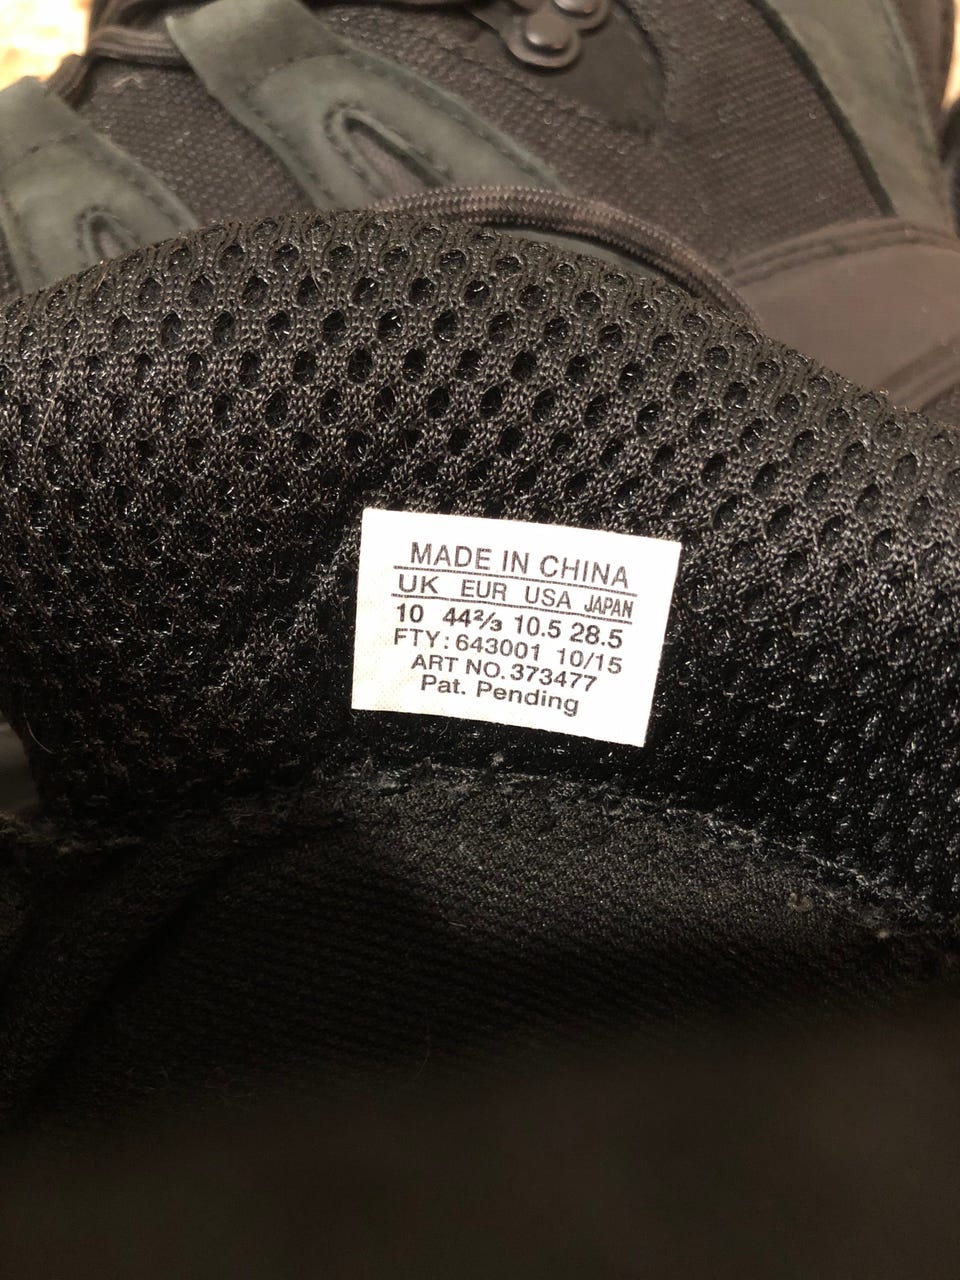 MADE IN CHINA
UK EUR USA JAPAN
10 44⅔ 10.5 28.5
FTY: 643001 10/15
ART NO. 373477
Pat. Pending